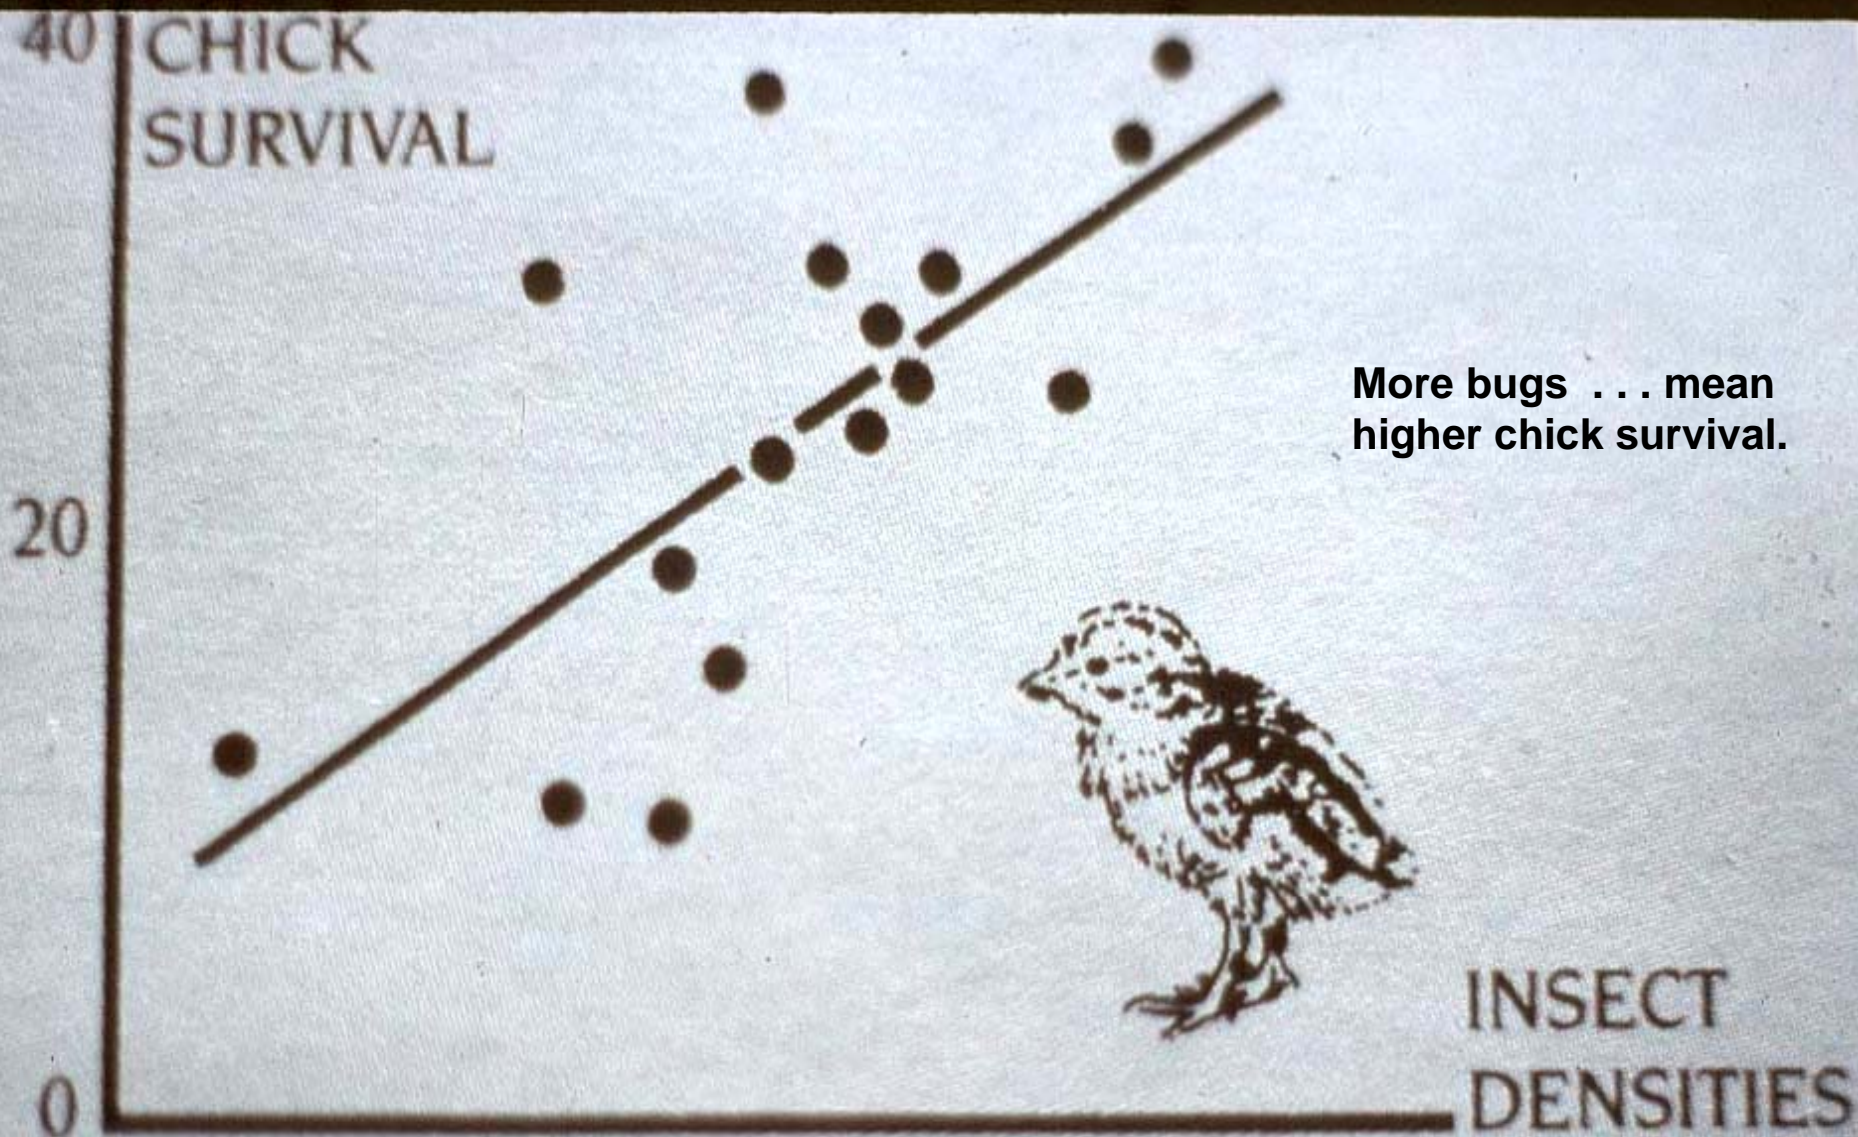 40
CHICK
SURVIVAL
20
0
More bugs . . . mean
higher chick survival.
INSECT
DENSITIES